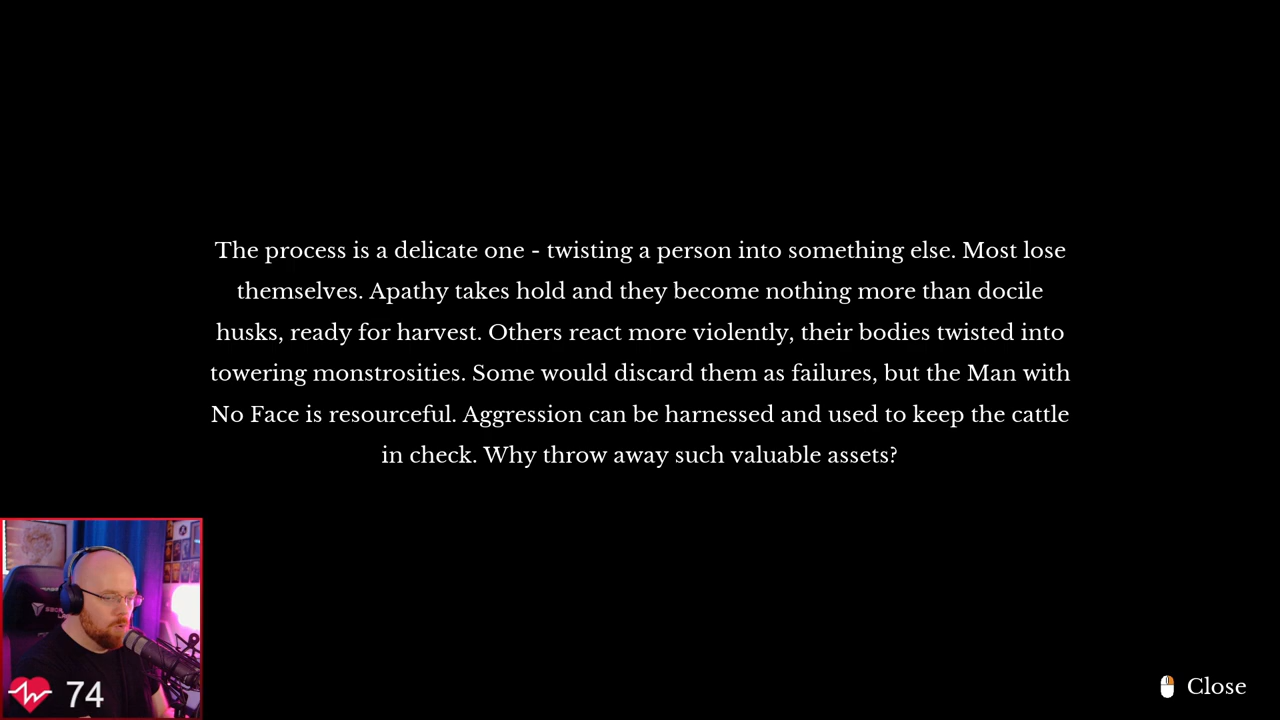 The process is a delicate one - twisting a person into something else. Most lose
themselves. Apathy takes hold and they become nothing more than docile
husks, ready for harvest. Others react more violently, their bodies twisted into
towering monstrosities. Some would discard them as failures, but the Man with
No Face is resourceful. Aggression can be harnessed and used to keep the cattle
in check. Why throw away such valuable assets?
74
Close